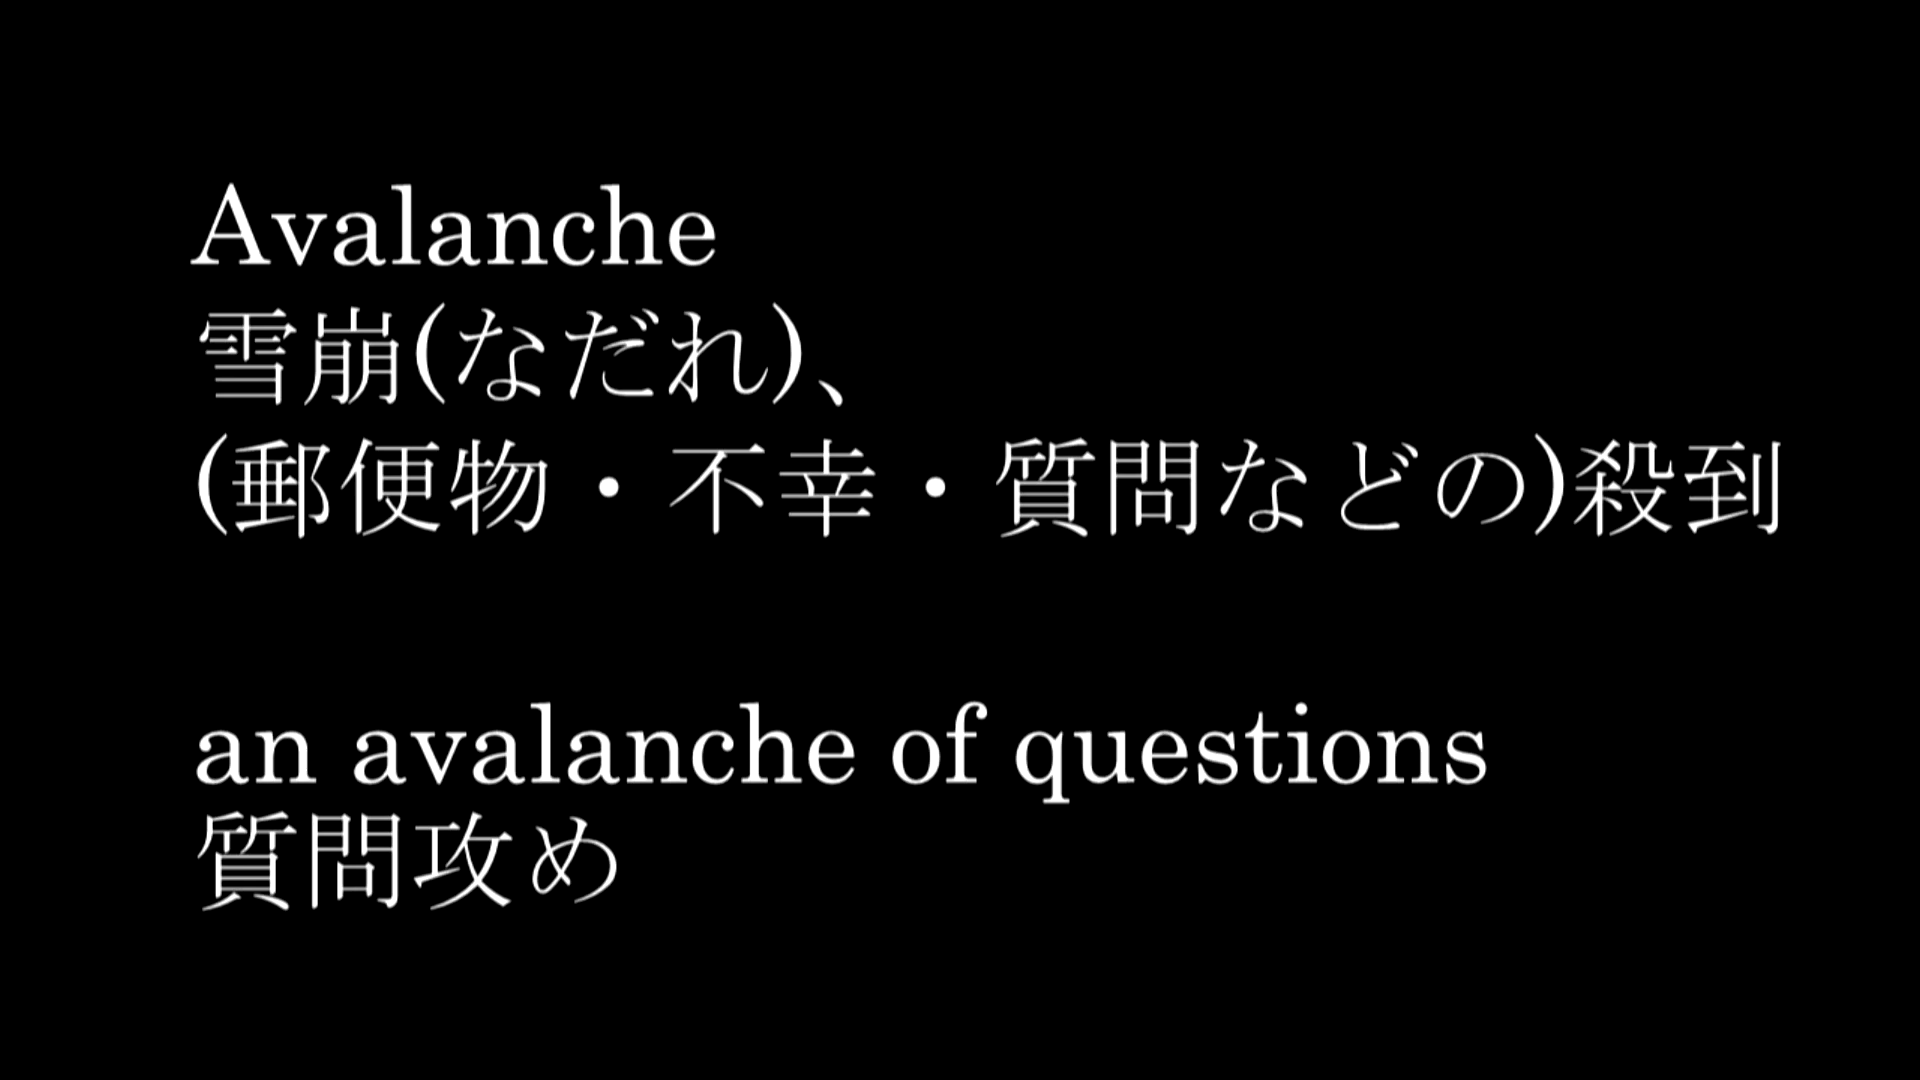 Avalanche
雪崩(なだれ)、
(郵便物・不幸・質問などの)殺到
an avalanche of questions
質問攻め